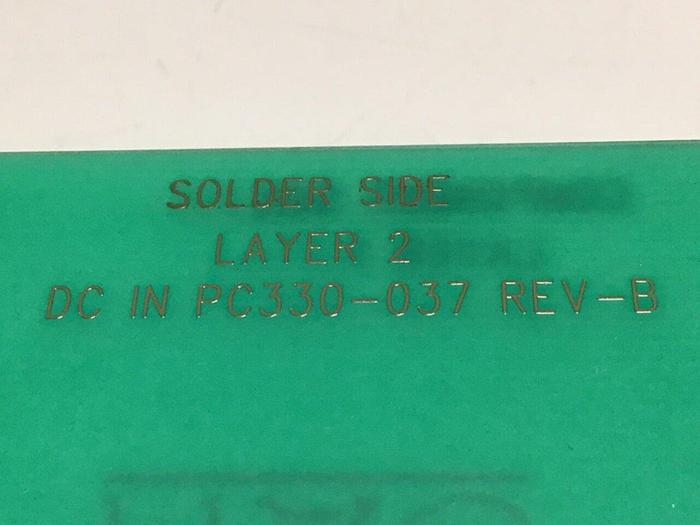 SOLDER SIDE
LAYER 2
DC IN PC330-037 REV-B